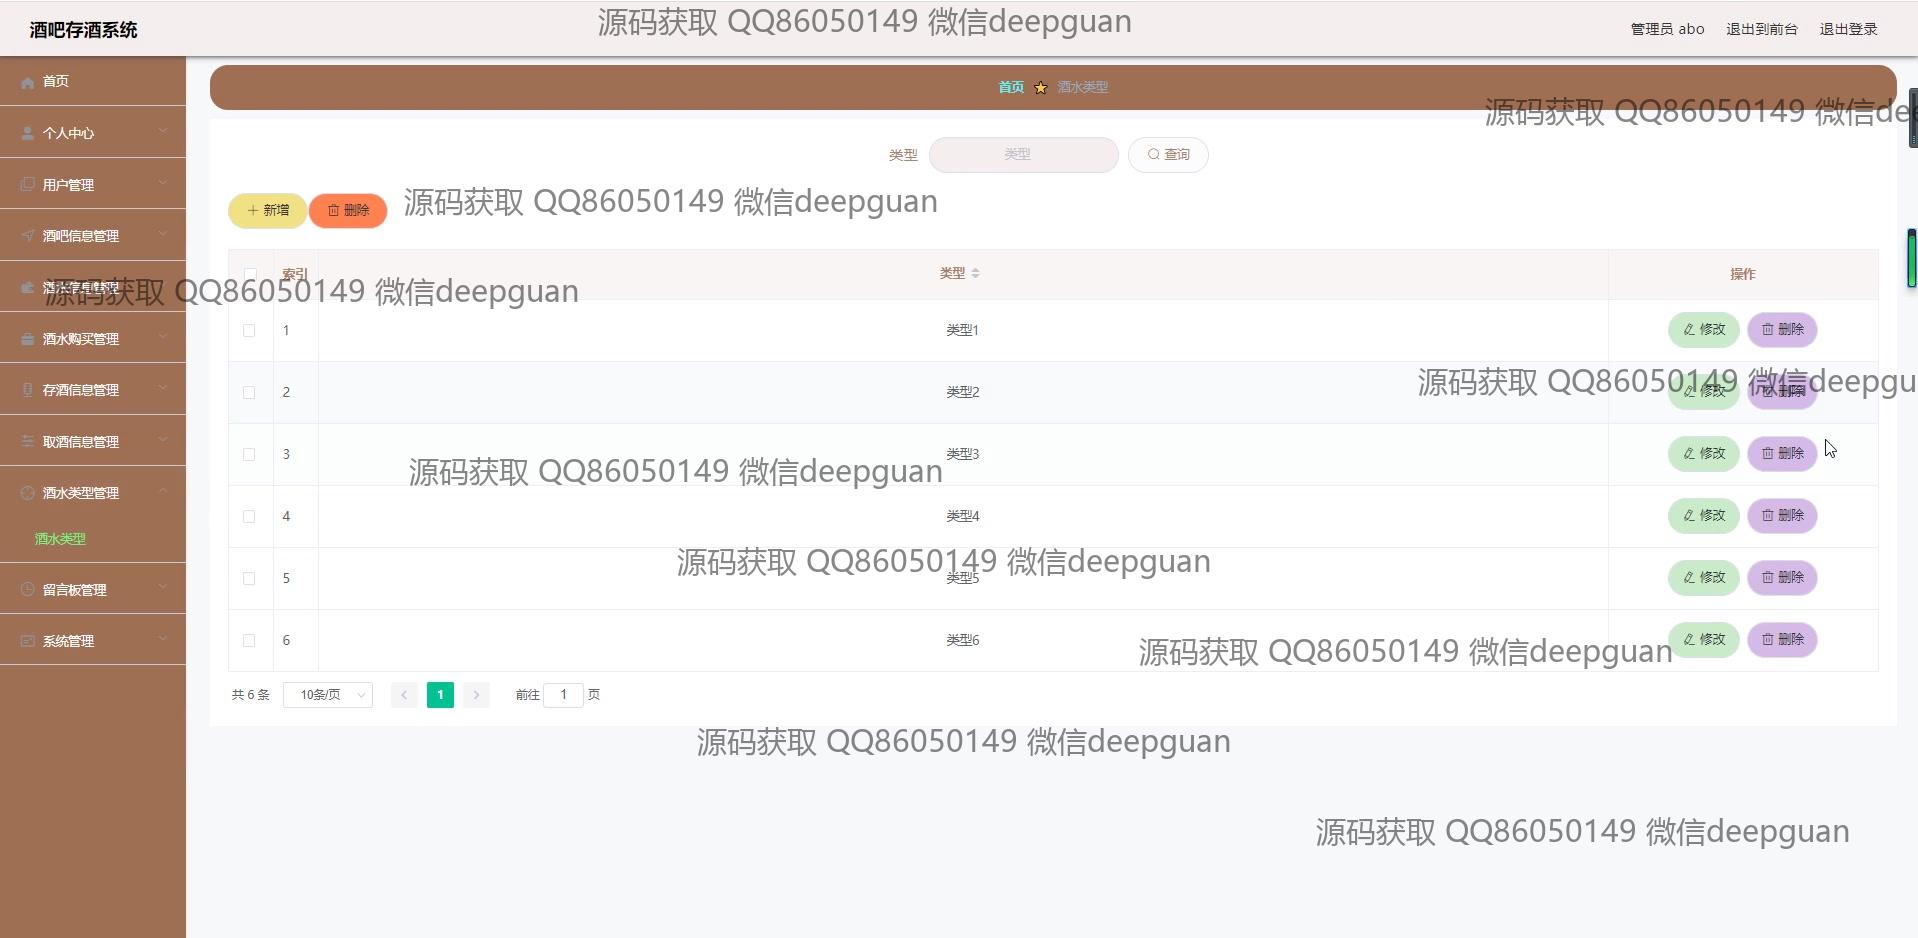 酒吧存酒系统
源码获取 QQ86050149 微信deepguan
管理员 abo 退出到前台 退出登录
首页
个人中心
用户管理
酒吧信息管理
酒水信息管理
酒水购买管理
存酒信息管理
取酒信息管理
酒水类型管理
酒水类型
留言板管理
系统管理
首页 酒水类型
源码获取 QQ86050149 微信de
类型 类型 查询
新增 删除
源码获取 QQ86050149 微信deepguan
索引 类型 操作
源码获取 QQ86050149 微信deepguan
1 类型1 修改 删除
2 类型2 修改 删除
源码获取 QQ86050149 微信deepgu
3 类型3 修改 删除
源码获取 QQ86050149 微信deepguan
4 类型4 修改 删除
源码获取 QQ86050149 微信deepguan
5 类型5 修改 删除
6 类型6 修改 删除
源码获取 QQ86050149 微信deepguan
共 6 条 10条/页 1 前往 1 页
源码获取 QQ86050149 微信deepguan
源码获取 QQ86050149 微信deepguan